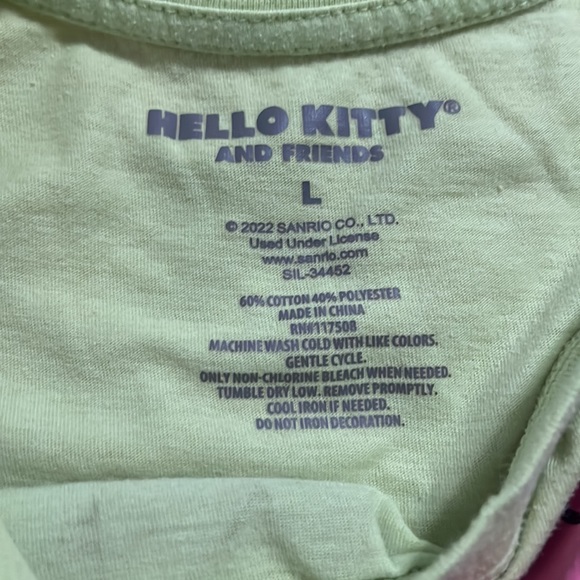 HELLO KITTY®
AND FRIENDS
L
© 2022 SANRIO CO., LTD.
Used Under License
www.sanrio.com
SIL-34452
60% COTTON 40% POLYESTER
MADE IN CHINA
RN#117508
MACHINE WASH COLD WITH LIKE COLORS.
GENTLE CYCLE.
ONLY NON-CHLORINE BLEACH WHEN NEEDED.
TUMBLE DRY LOW. REMOVE PROMPTLY.
COOL IRON IF NEEDED.
DO NOT IRON DECORATION.